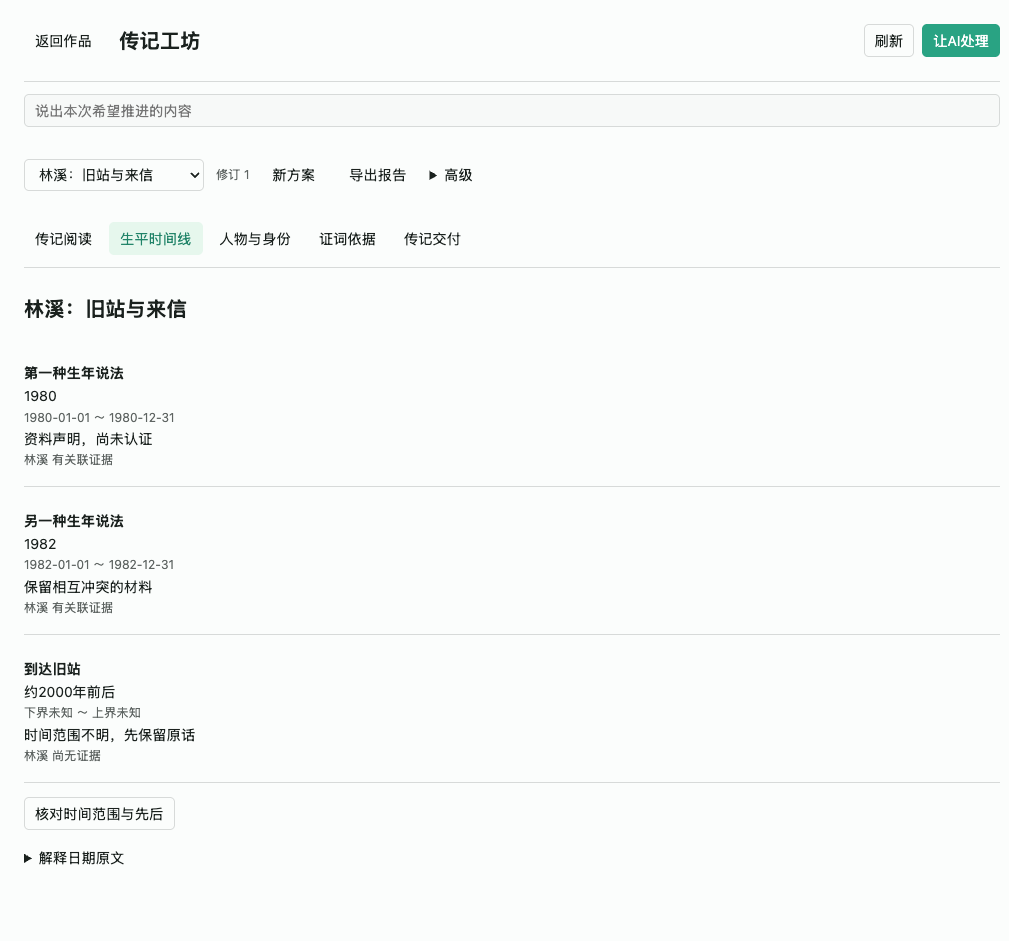 返回作品 传记工坊 刷新 让AI处理
说出本次希望推进的内容
林溪：旧站与来信 修订 1 新方案 导出报告 ▶ 高级
传记阅读 生平时间线 人物与身份 证词依据 传记交付
林溪：旧站与来信
第一种生年说法
1980
1980-01-01 ～ 1980-12-31
资料声明，尚未认证
林溪 有关联证据
另一种生年说法
1982
1982-01-01 ～ 1982-12-31
保留相互冲突的材料
林溪 有关联证据
到达旧站
约2000年前后
下界未知 ～ 上界未知
时间范围不明，先保留原话
林溪 尚无证据
核对时间范围与先后
▶ 解释日期原文